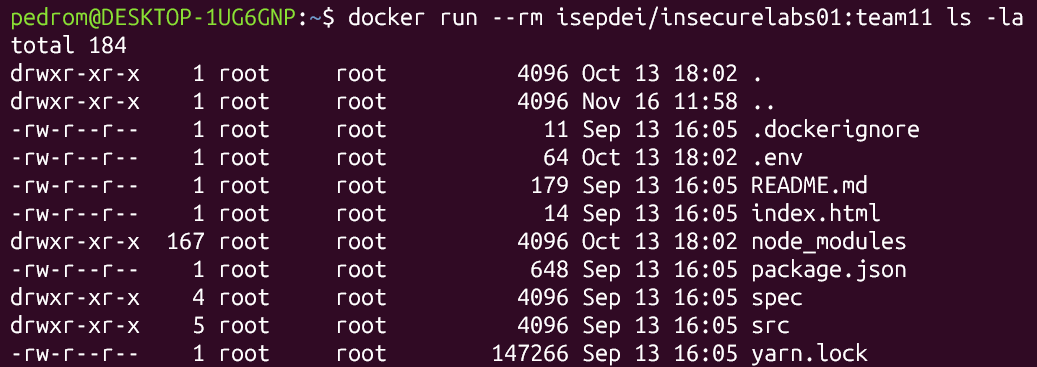 pedrom@DESKTOP-1UG6GNP:~$ docker run --rm isepdei/insecurelabs01:team11 ls -la
total 184
drwxr-xr-x    1 root     root          4096 Oct 13 18:02 .
drwxr-xr-x    1 root     root          4096 Nov 16 11:58 ..
-rw-r--r--    1 root     root            11 Sep 13 16:05 .dockerignore
-rw-r--r--    1 root     root            64 Oct 13 18:02 .env
-rw-r--r--    1 root     root           179 Sep 13 16:05 README.md
-rw-r--r--    1 root     root            14 Sep 13 16:05 index.html
drwxr-xr-x  167 root     root          4096 Oct 13 18:02 node_modules
-rw-r--r--    1 root     root           648 Sep 13 16:05 package.json
drwxr-xr-x    4 root     root          4096 Sep 13 16:05 spec
drwxr-xr-x    5 root     root          4096 Sep 13 16:05 src
-rw-r--r--    1 root     root        147266 Sep 13 16:05 yarn.lock